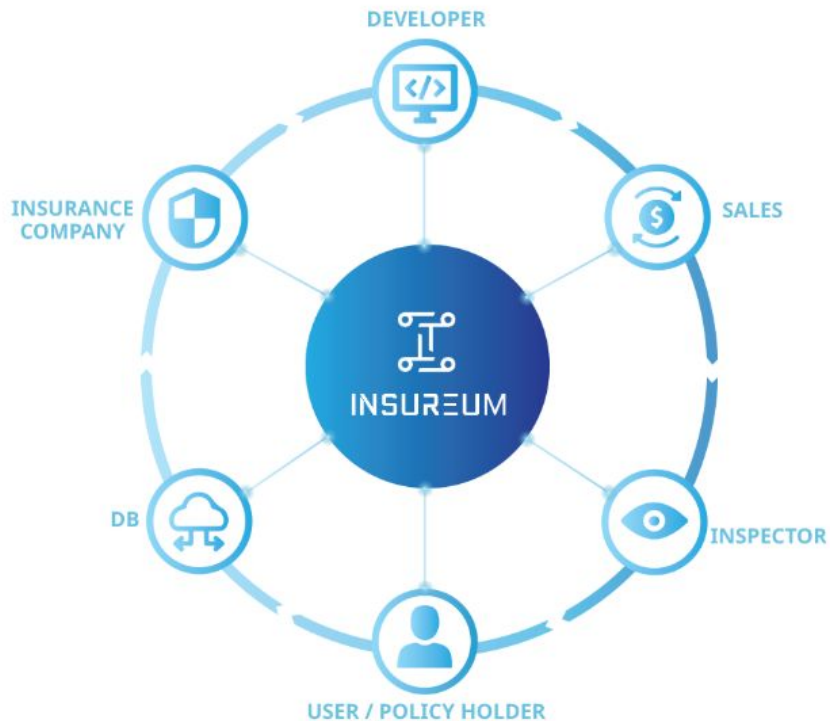 DEVELOPER
INSURANCE
COMPANY
SALES
$
INSUREUM
DB
INSPECTOR
USER / POLICY HOLDER